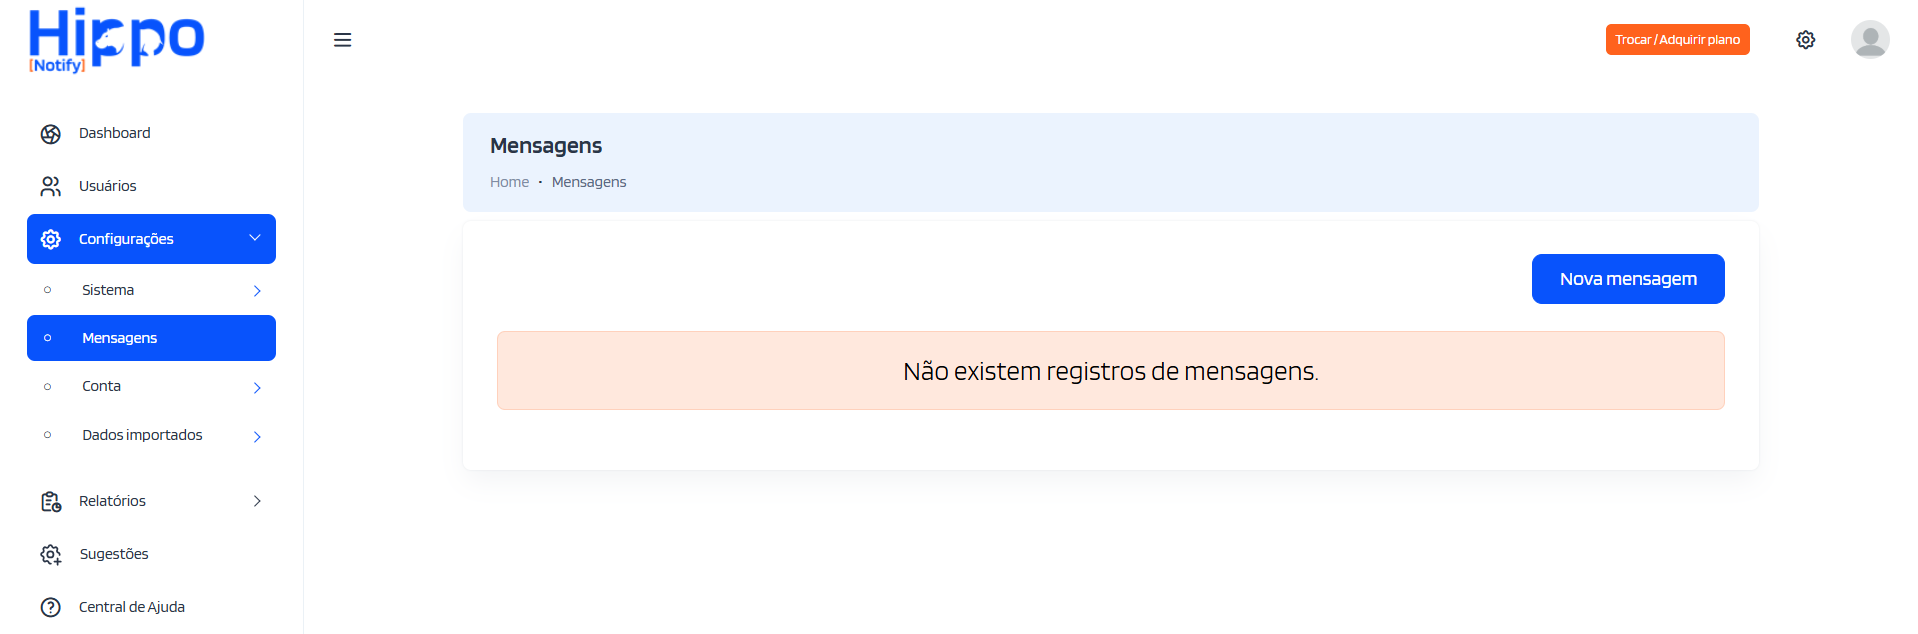 Hippo
[Notify]
Trocar / Adquirir plano
Dashboard
Usuários
Configurações
Sistema
Mensagens
Conta
Dados importados
Relatórios
Sugestões
Central de Ajuda
Mensagens
Home • Mensagens
Nova mensagem
Não existem registros de mensagens.